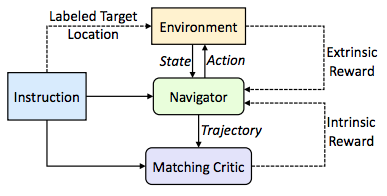 Labeled Target
Location
Environment
State
Action
Extrinsic
Reward
Instruction
Navigator
Trajectory
Intrinsic
Reward
Matching Critic